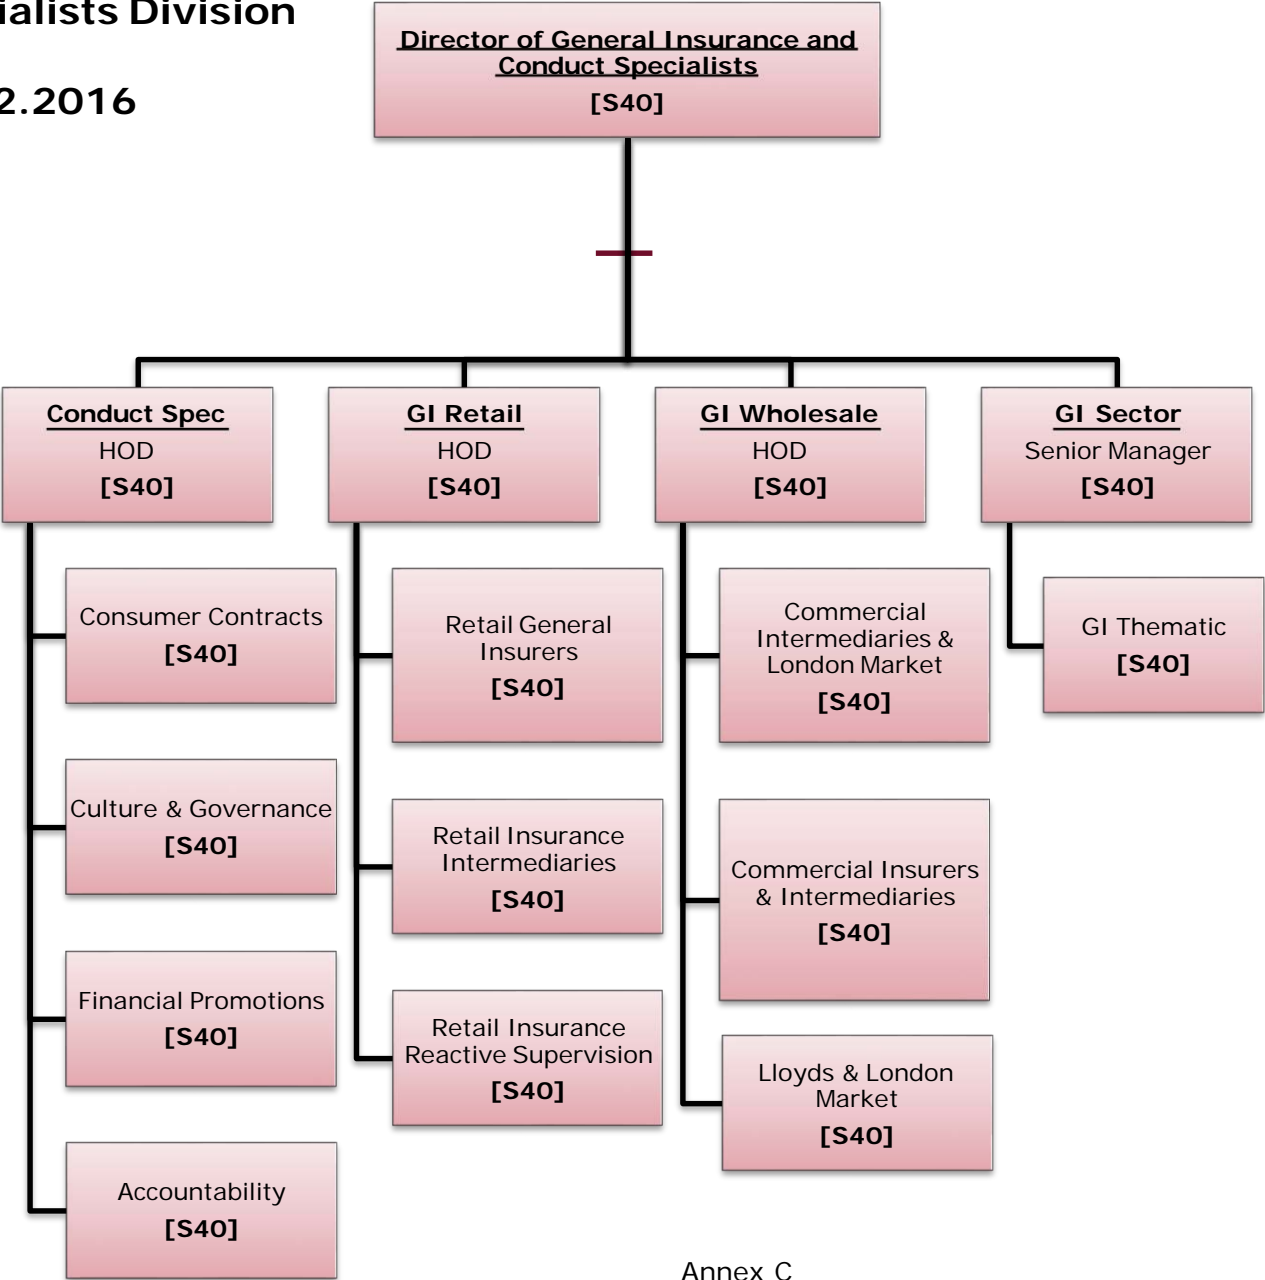 Division
2.2016
Director of General Insurance and
Conduct Specialists
[S40]
Conduct Spec
HOD
[S40]
GI Retail
HOD
[S40]
GI Wholesale
HOD
[S40]
GI Sector
Senior Manager
[S40]
Consumer Contracts
[S40]
Culture & Governance
[S40]
Financial Promotions
[S40]
Accountability
[S40]
Retail General
Insurers
[S40]
Retail Insurance
Intermediaries
[S40]
Retail Insurance
Reactive Supervision
[S40]
Commercial
Intermediaries &
London Market
[S40]
Commercial Insurers
& Intermediaries
[S40]
Lloyds & London
Market
[S40]
GI Thematic
[S40]
Annex C